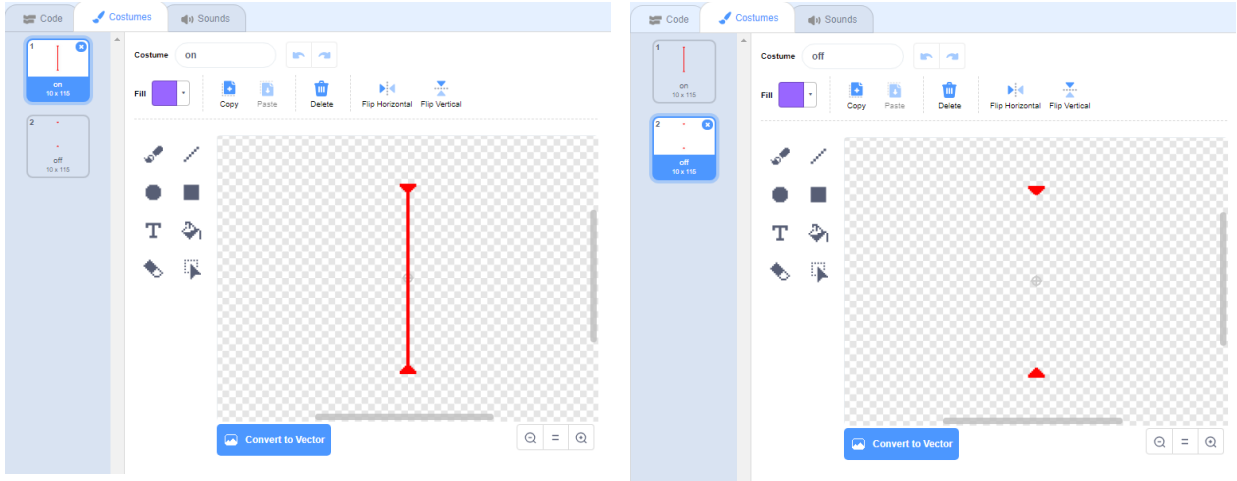 Code Costumes Sounds
1
on
10 x 115
2
off
10 x 115
Costume on
Fill Copy Paste Delete Flip Horizontal Flip Vertical
T
Convert to Vector
=
Code Costumes Sounds
1
on
10 x 115
2
off
10 x 115
Costume off
Fill Copy Paste Delete Flip Horizontal Flip Vertical
T
Convert to Vector
=